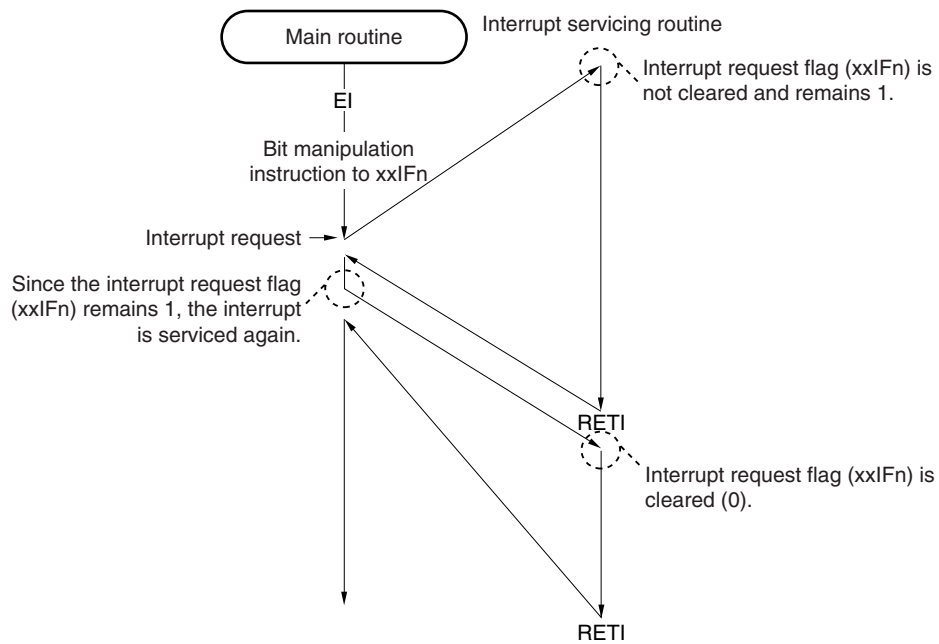 Main routine
Interrupt servicing routine
Interrupt request flag (xxIFn) is
not cleared and remains 1.
EI
Bit manipulation
instruction to xxIFn
Interrupt request
Since the interrupt request flag
(xxIFn) remains 1, the interrupt
is serviced again.
RETI
Interrupt request flag (xxIFn) is
cleared (0).
RETI